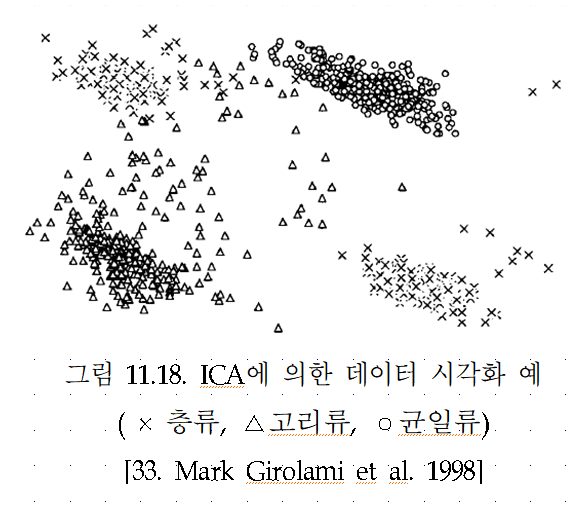 그림 11.18. ICA에 의한 데이터 시각화 예
( × 층류, △고리류, ○균일류)
[33. Mark Girolami et al. 1998]